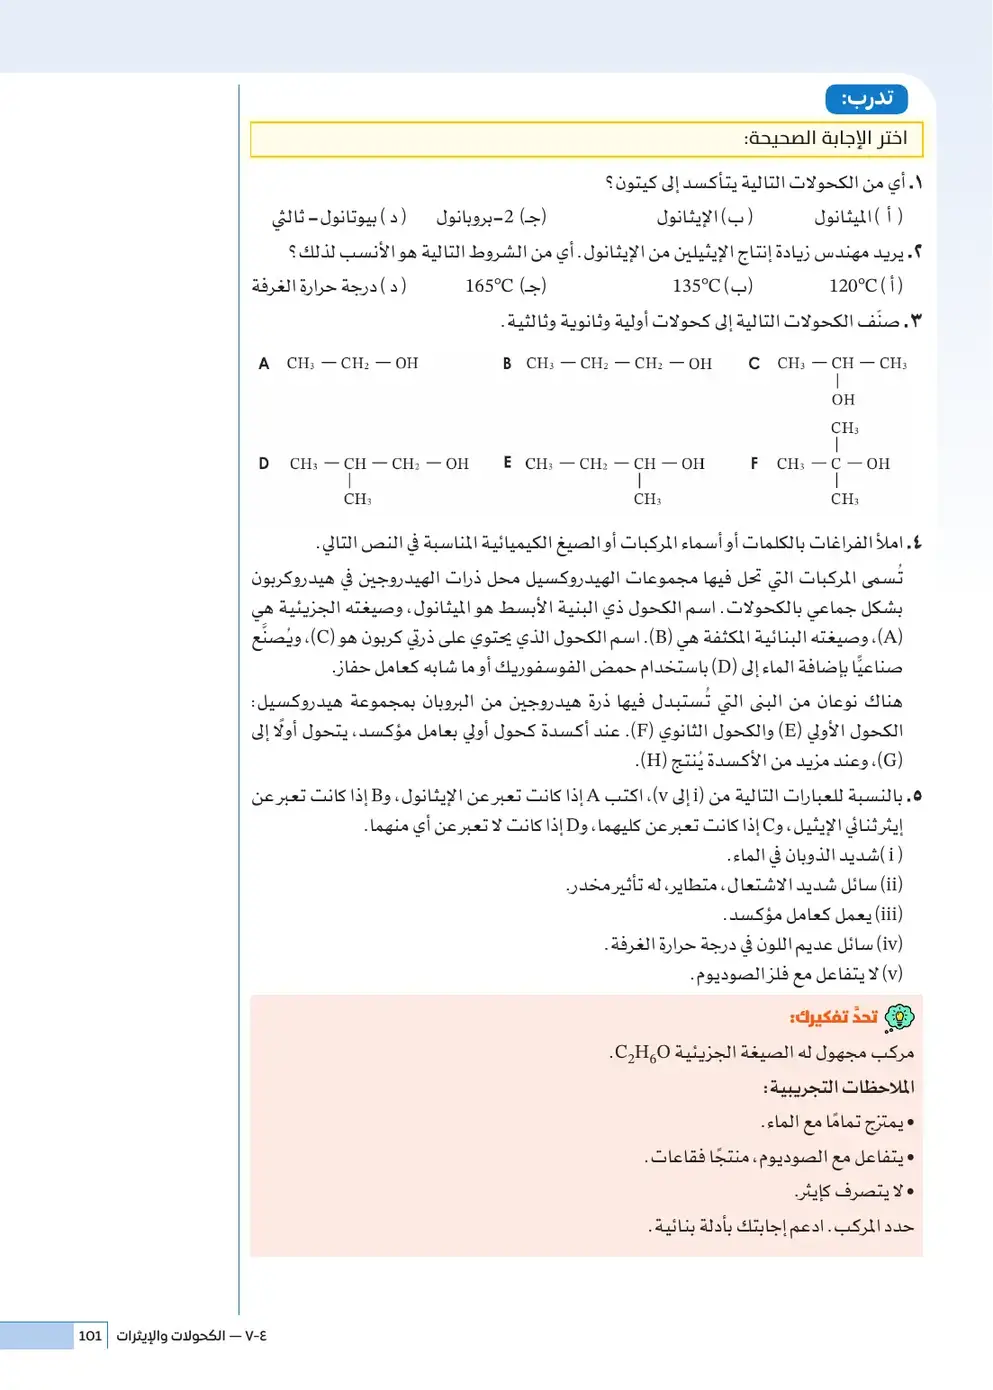 تدرب:
اختر الإجابة الصحيحة:
١. أي من الكحولات التالية يتأكسد إلى كيتون؟
( أ ) الميثانول (ب) الإيثانول (جـ) 2-بروبانول ( د ) بيوتانول- ثالثي
٢. يريد مهندس زيادة إنتاج الإيثيلين من الإيثانول. أي من الشروط التالية هو الأنسب لذلك؟
( أ ) 120°C (ب) 135°C (جـ) 165°C ( د ) درجة حرارة الغرفة
٣. صنّف الكحولات التالية إلى كحولات أولية وثانوية وثالثية.
A CH₃ — CH₂ — OH B CH₃ — CH₂ — CH₂ — OH C CH₃ — CH — CH₃
|
OH
CH₃
|
D CH₃ — CH — CH₂ — OH E CH₃ — CH₂ — CH — OH F CH₃ — C — OH
| | |
CH₃ CH₃ CH₃
٤. املأ الفراغات بالكلمات أو أسماء المركبات أو الصيغ الكيميائية المناسبة في النص التالي.
تُسمى المركبات التي تحل فيها مجموعات الهيدروكسيل محل ذرات الهيدروجين في هيدروكربون
بشكل جماعي بالكحولات. اسم الكحول ذي البنية الأبسط هو الميثانول، وصيغته الجزيئية هي
(A)، وصيغته البنائية المكثفة هي (B). اسم الكحول الذي يحتوي على ذرتي كربون هو (C)، ويُصنَّع
صناعيًّا بإضافة الماء إلى (D) باستخدام حمض الفوسفوريك أو ما شابه كعامل حفاز.
هناك نوعان من البنى التي تُستبدل فيها ذرة هيدروجين من البروبان بمجموعة هيدروكسيل:
الكحول الأولي (E) والكحول الثانوي (F). عند أكسدة كحول أولي بعامل مؤكسد، يتحول أولًا إلى
(G)، وعند مزيد من الأكسدة يُنتج (H).
٥. بالنسبة للعبارات التالية من (i إلى v)، اكتب A إذا كانت تعبر عن الإيثانول، وB إذا كانت تعبر عن
إيثر ثنائي الإيثيل، وC إذا كانت تعبر عن كليهما، وD إذا كانت لا تعبر عن أي منهما.
( i ) شديد الذوبان في الماء.
(ii) سائل شديد الاشتعال، متطاير، له تأثير مخدر.
(iii) يعمل كعامل مؤكسد.
(iv) سائل عديم اللون في درجة حرارة الغرفة.
(v) لا يتفاعل مع فلز الصوديوم.
تحدَّ تفكيرك:
مركب مجهول له الصيغة الجزيئية C₂H₆O.
الملاحظات التجريبية:
• يمتزج تمامًا مع الماء.
• يتفاعل مع الصوديوم، منتجًا فقاعات.
• لا يتصرف كإيثر.
حدد المركب. ادعم إجابتك بأدلة بنائية.
٤-٧ — الكحولات والإيثرات 101